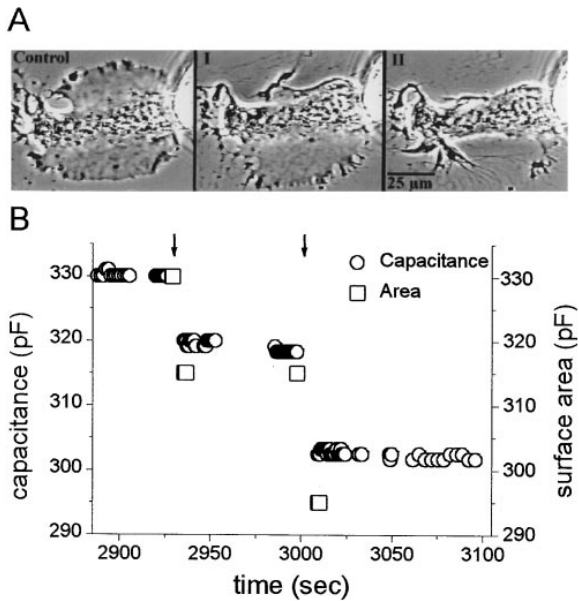 A
Control
I
II
25 μm
B
Capacitance
Area
330
320
310
300
290
capacitance (pF)
330
320
310
305
300
290
surface area (pF)
2900
2950
3000
3050
3100
time (sec)